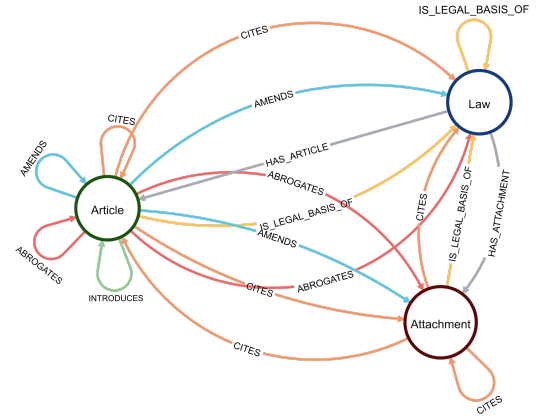 IS_LEGAL_BASIS_OF
CITES
Law
AMENDS
CITES
HAS_ARTICLE
AMENDS
ABROGATES
CITES
IS_LEGAL_BASIS_OF
HAS_ATTACHMENT
Article
IS_LEGAL_BASIS_OF
AMENDS
ABROGATES
ABROGATES
CITES
INTRODUCES
Attachment
CITES
CITES